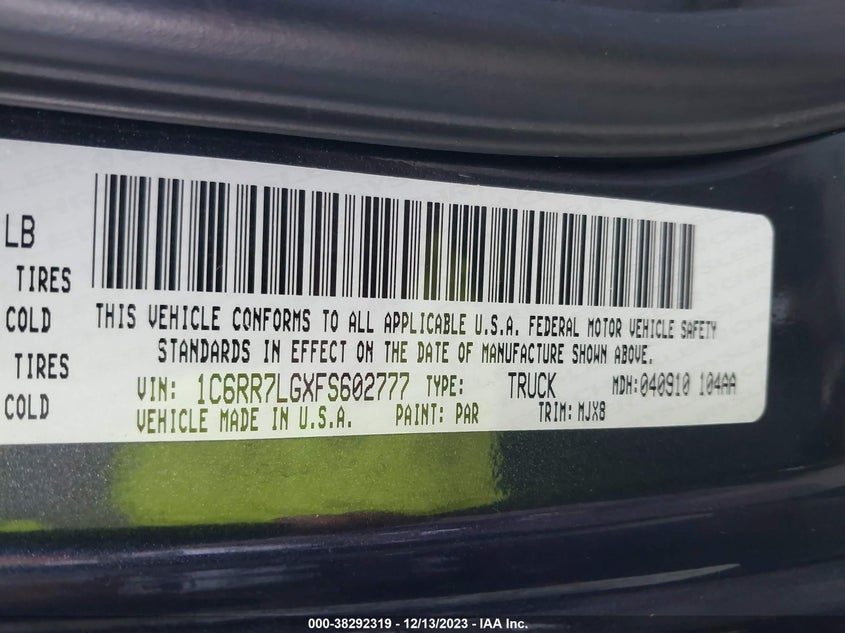 LB
TIRES
COLD
TIRES
COLD
THIS VEHICLE CONFORMS TO ALL APPLICABLE U.S.A. FEDERAL MOTOR VEHICLE SAFETY
STANDARDS IN EFFECT ON THE DATE OF MANUFACTURE SHOWN ABOVE.
VIN: 1C6RR7LGXFS602777 TYPE: TRUCK MDH:040910 104AA
VEHICLE MADE IN U.S.A. PAINT: PAR TRIM: MJX8
000-38292319 - 12/13/2023 - IAA Inc.